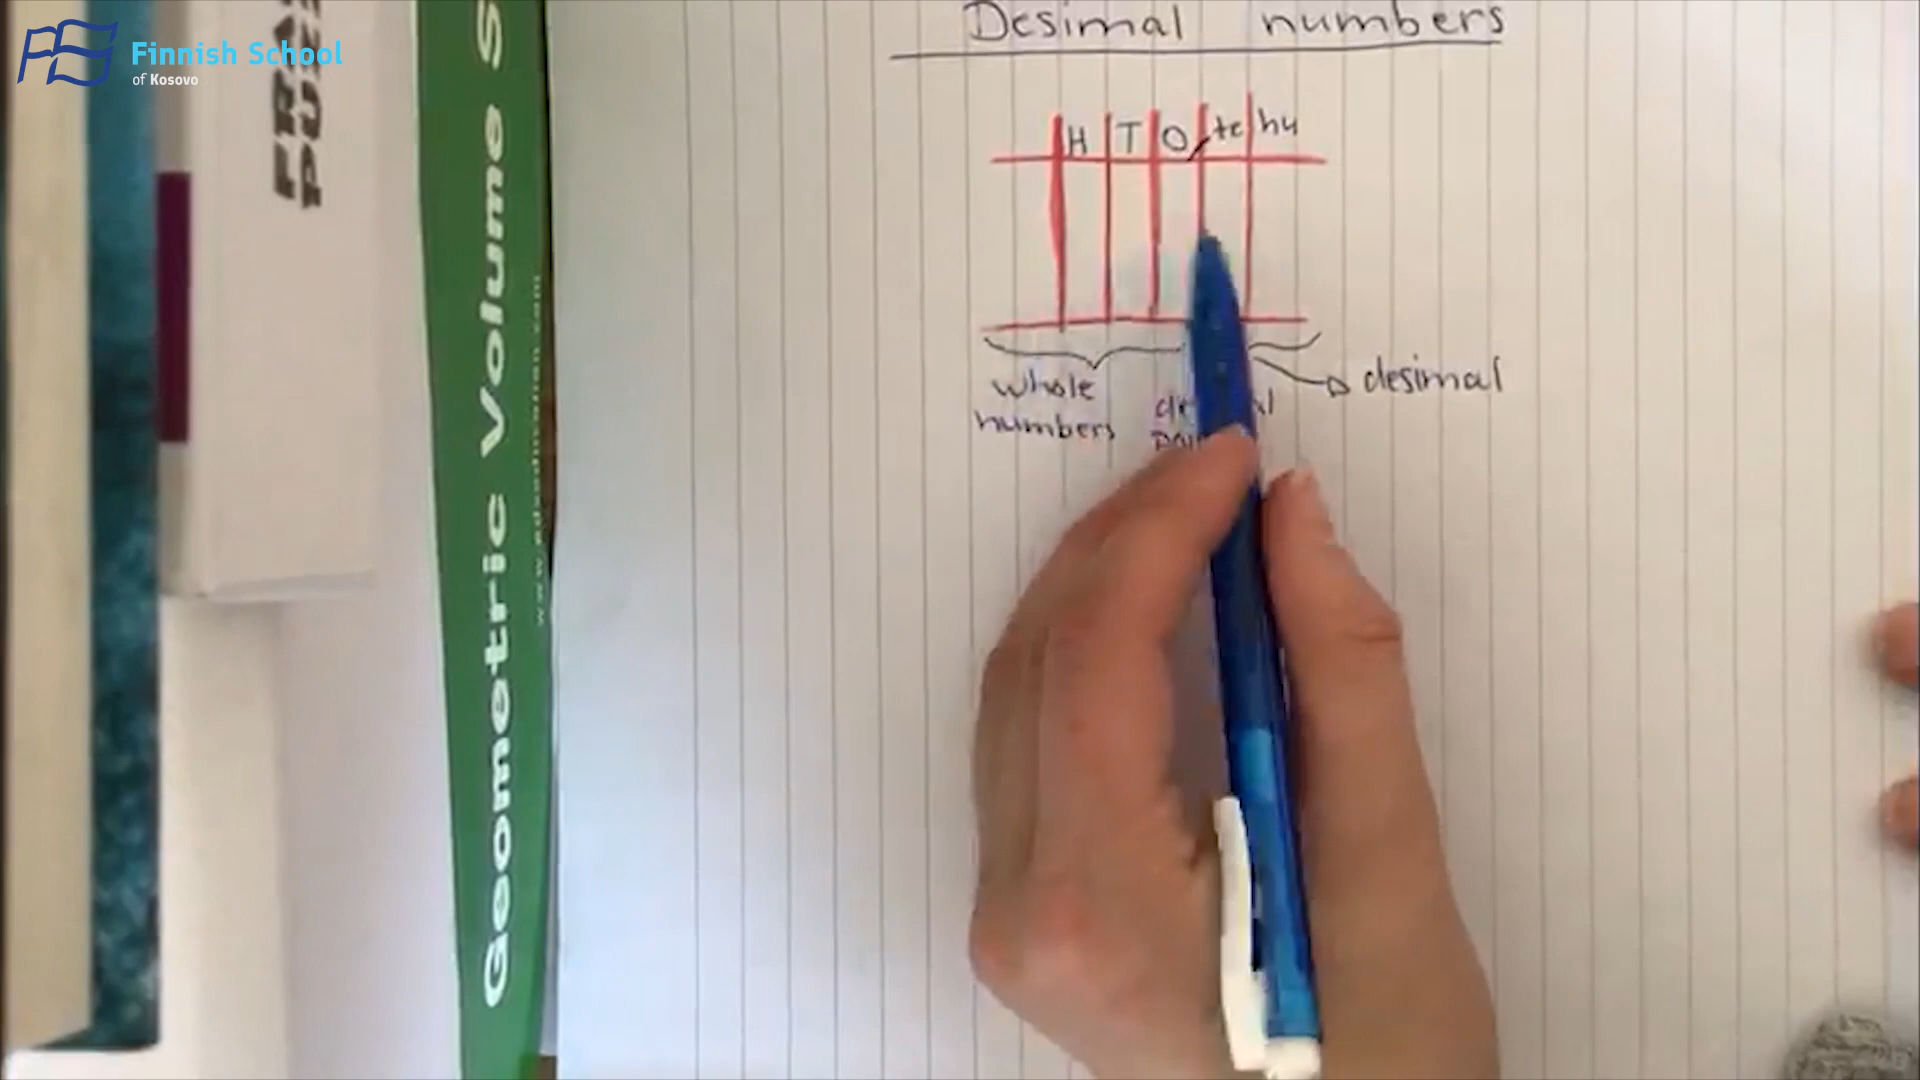 Finnish School
of Kosovo
Geometric Volume S
Desimal numbers
H T O, te hu
whole
numbers
desimal